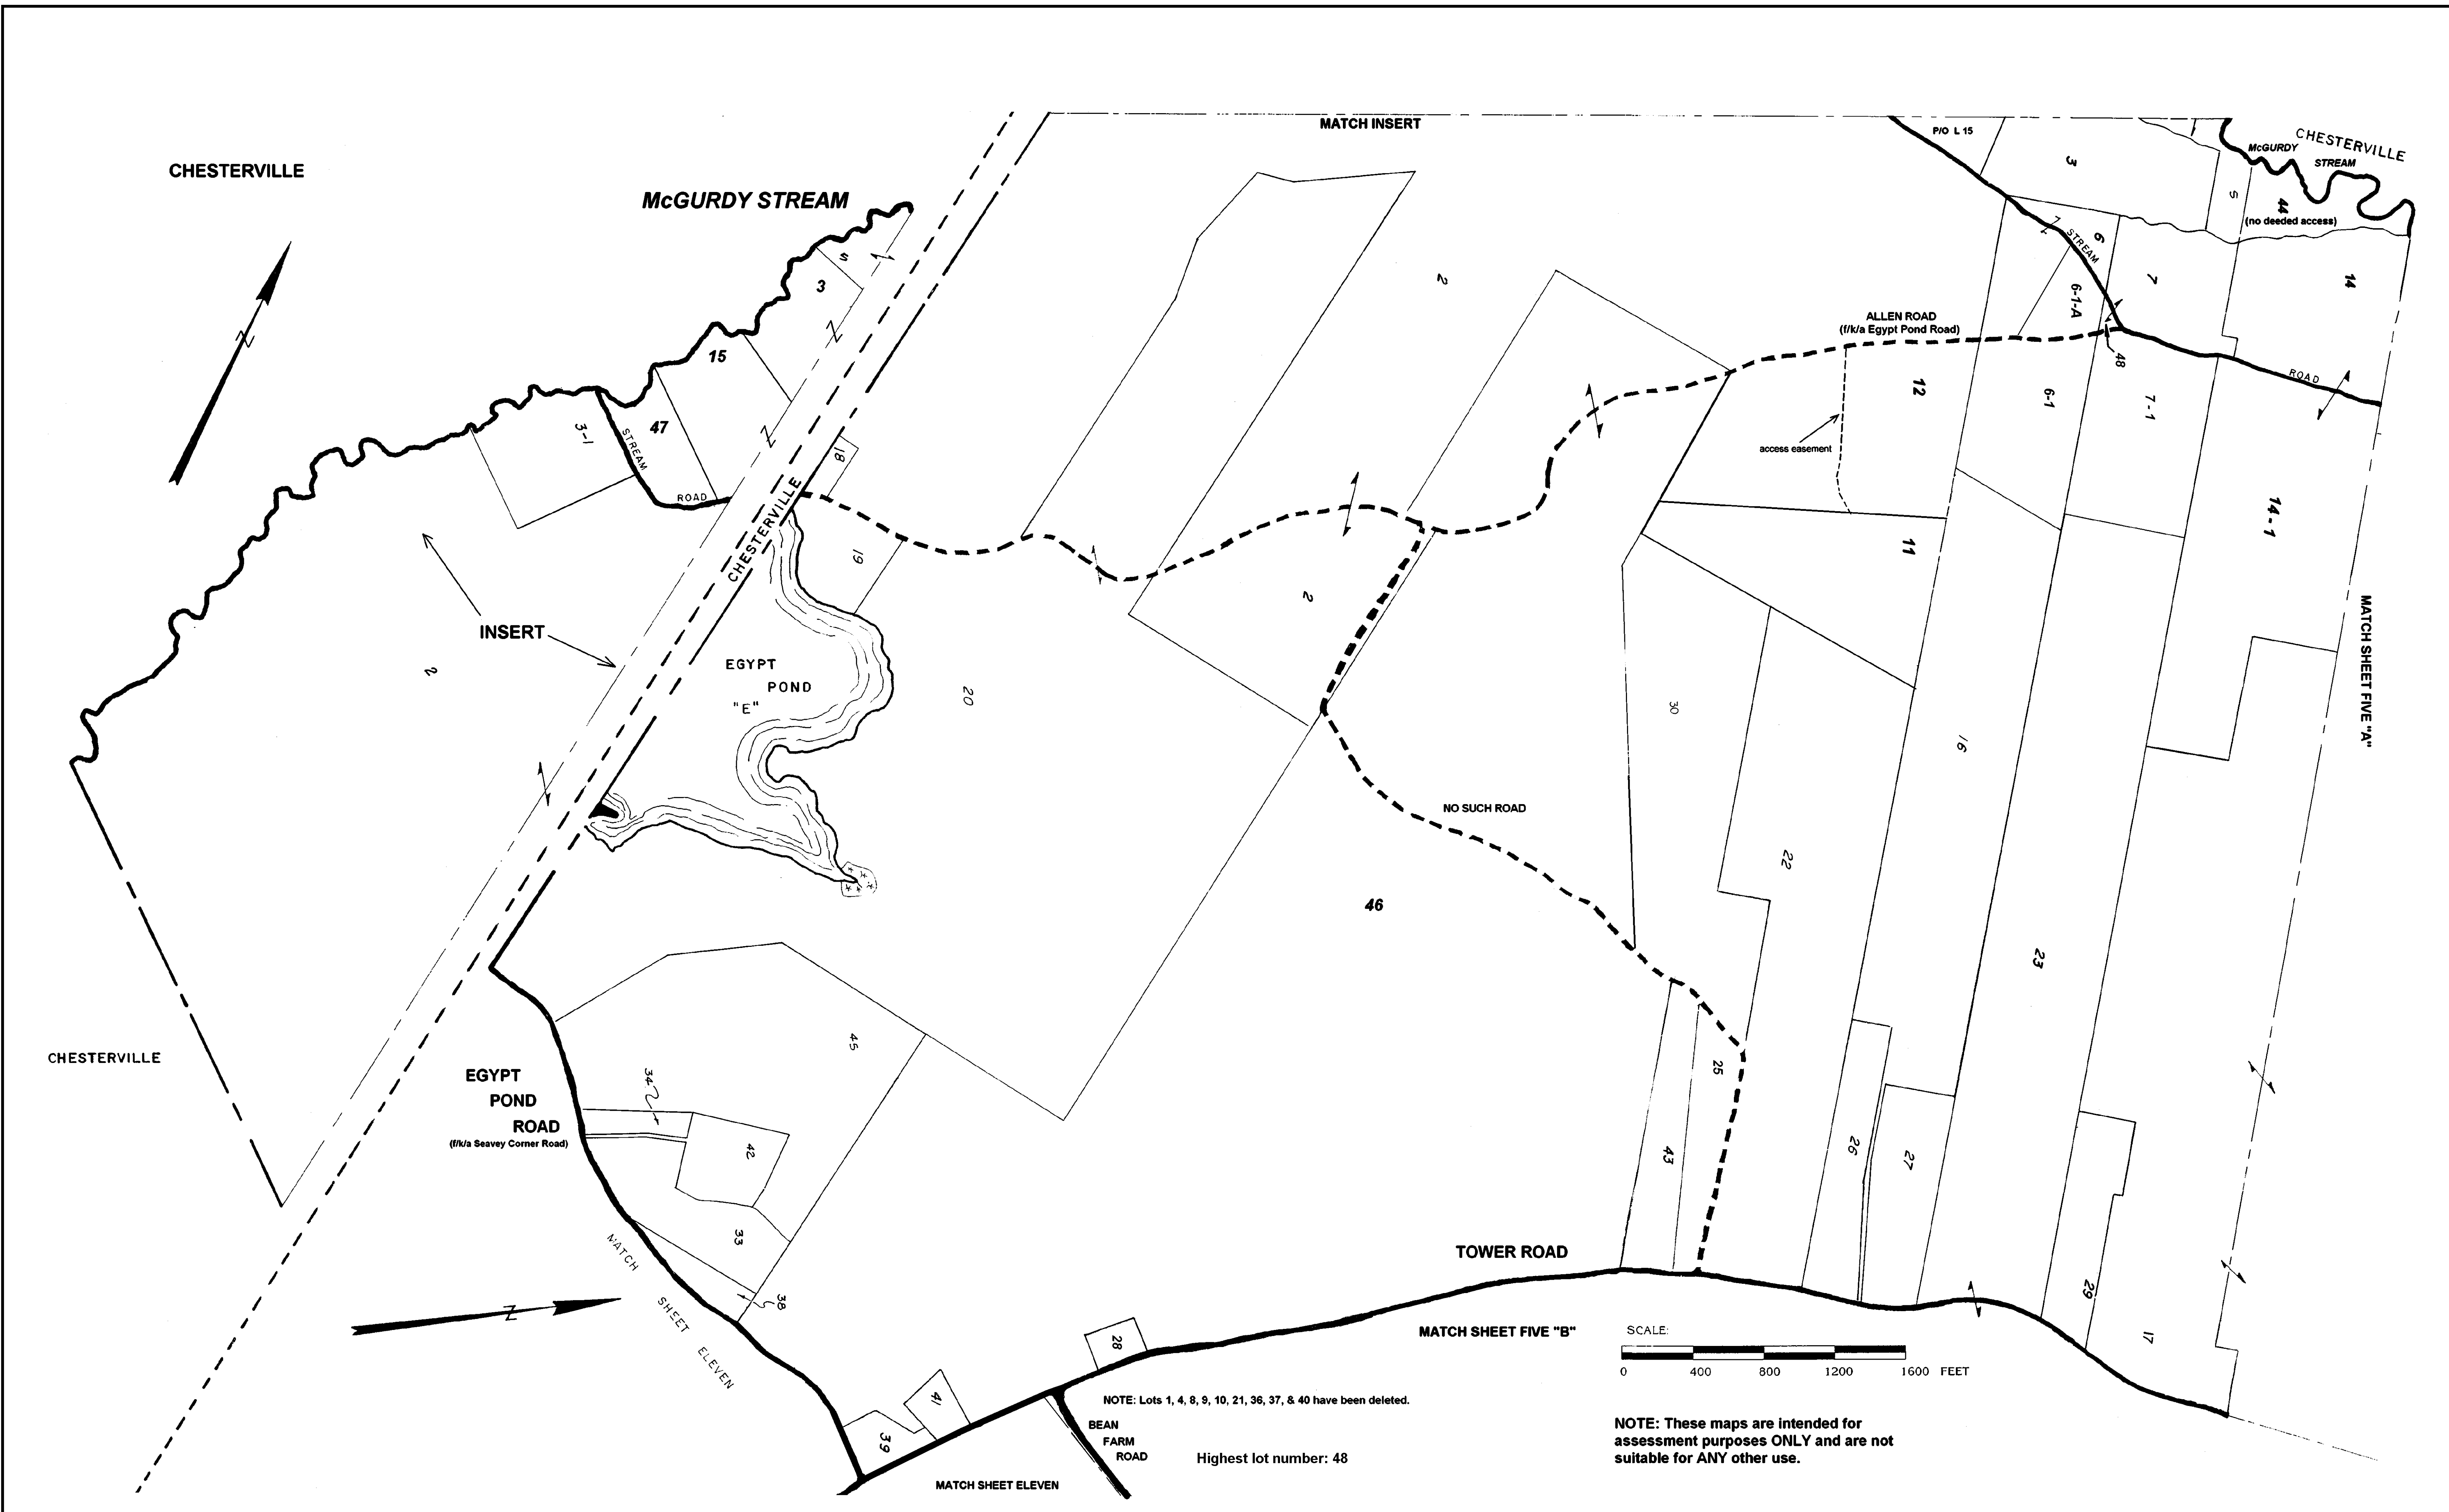 MATCH INSERT
P/O L 15
CHESTERVILLE
McGURDY
STREAM
CHESTERVILLE
McGURDY STREAM
3
5
44
(no deeded access)
6
STREAM
7
14
5
3
2
6-1-A
ALLEN ROAD
(f/k/a Egypt Pond Road)
N
15
48
ROAD
12
6-1
7-1
3-1
47
STREAM
18
access easement
ROAD
CHESTERVILLE
14-1
19
11
2
INSERT
2
EGYPT
POND
"E"
20
30
16
MATCH SHEET FIVE "A"
NO SUCH ROAD
22
46
23
45
CHESTERVILLE
EGYPT
POND
ROAD
(f/k/a Seavey Corner Road)
34
42
25
43
26
27
33
MATCH
SHEET
ELEVEN
38
N
TOWER ROAD
29
17
28
MATCH SHEET FIVE "B"
SCALE:
0 400 800 1200 1600 FEET
41
39
NOTE: Lots 1, 4, 8, 9, 10, 21, 36, 37, & 40 have been deleted.
BEAN
FARM
ROAD
Highest lot number: 48
MATCH SHEET ELEVEN
NOTE: These maps are intended for
assessment purposes ONLY and are not
suitable for ANY other use.